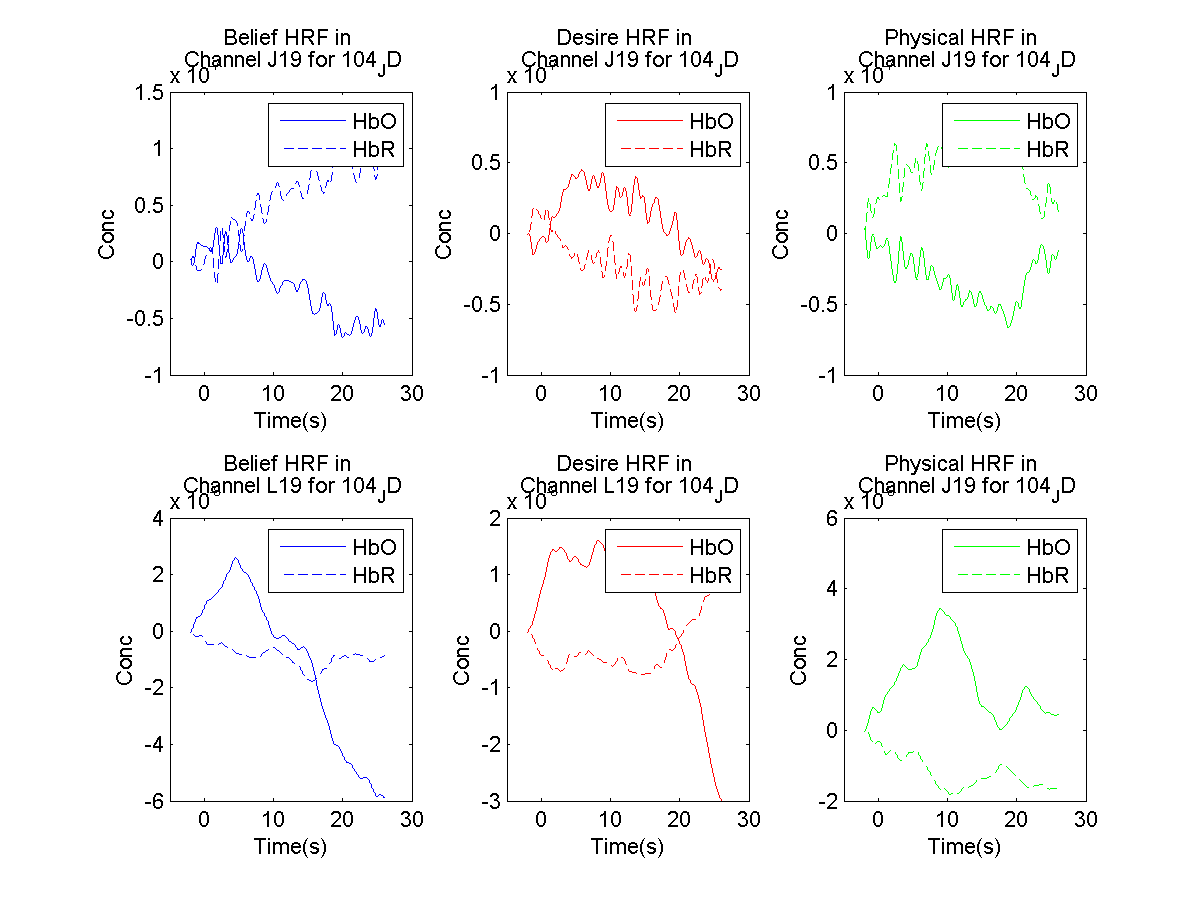 Belief HRF in
Channel J19 for 104JD
x 10
1.5
1
0.5
0
-0.5
-1
Conc
HbO
HbR
0
10
20
30
Time(s)
Desire HRF in
Channel J19 for 104JD
x 10
1
0.5
0
-0.5
-1
Conc
HbO
HbR
0
10
20
30
Time(s)
Physical HRF in
Channel J19 for 104JD
x 10
1
0.5
0
-0.5
-1
Conc
HbO
HbR
0
10
20
30
Time(s)
Belief HRF in
Channel L19 for 104JD
x 10
4
2
0
-2
-4
-6
Conc
HbO
HbR
0
10
20
30
Time(s)
Desire HRF in
Channel L19 for 104JD
x 10
2
1
0
-1
-2
-3
Conc
HbO
HbR
0
10
20
30
Time(s)
Physical HRF in
Channel J19 for 104JD
x 10
6
4
2
0
-2
Conc
HbO
HbR
0
10
20
30
Time(s)